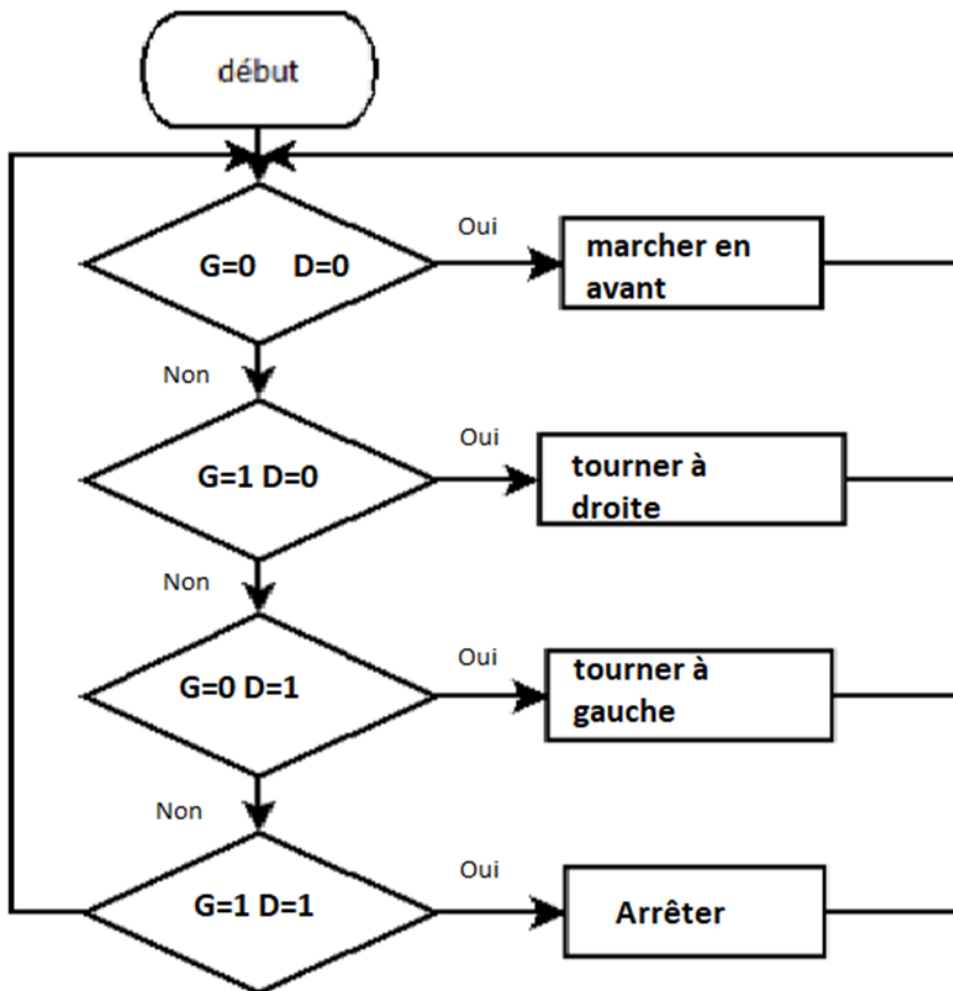 début
G=0 D=0
Oui
marcher en
avant
Non
G=1 D=0
Oui
tourner à
droite
Non
G=0 D=1
Oui
tourner à
gauche
Non
G=1 D=1
Oui
Arrêter